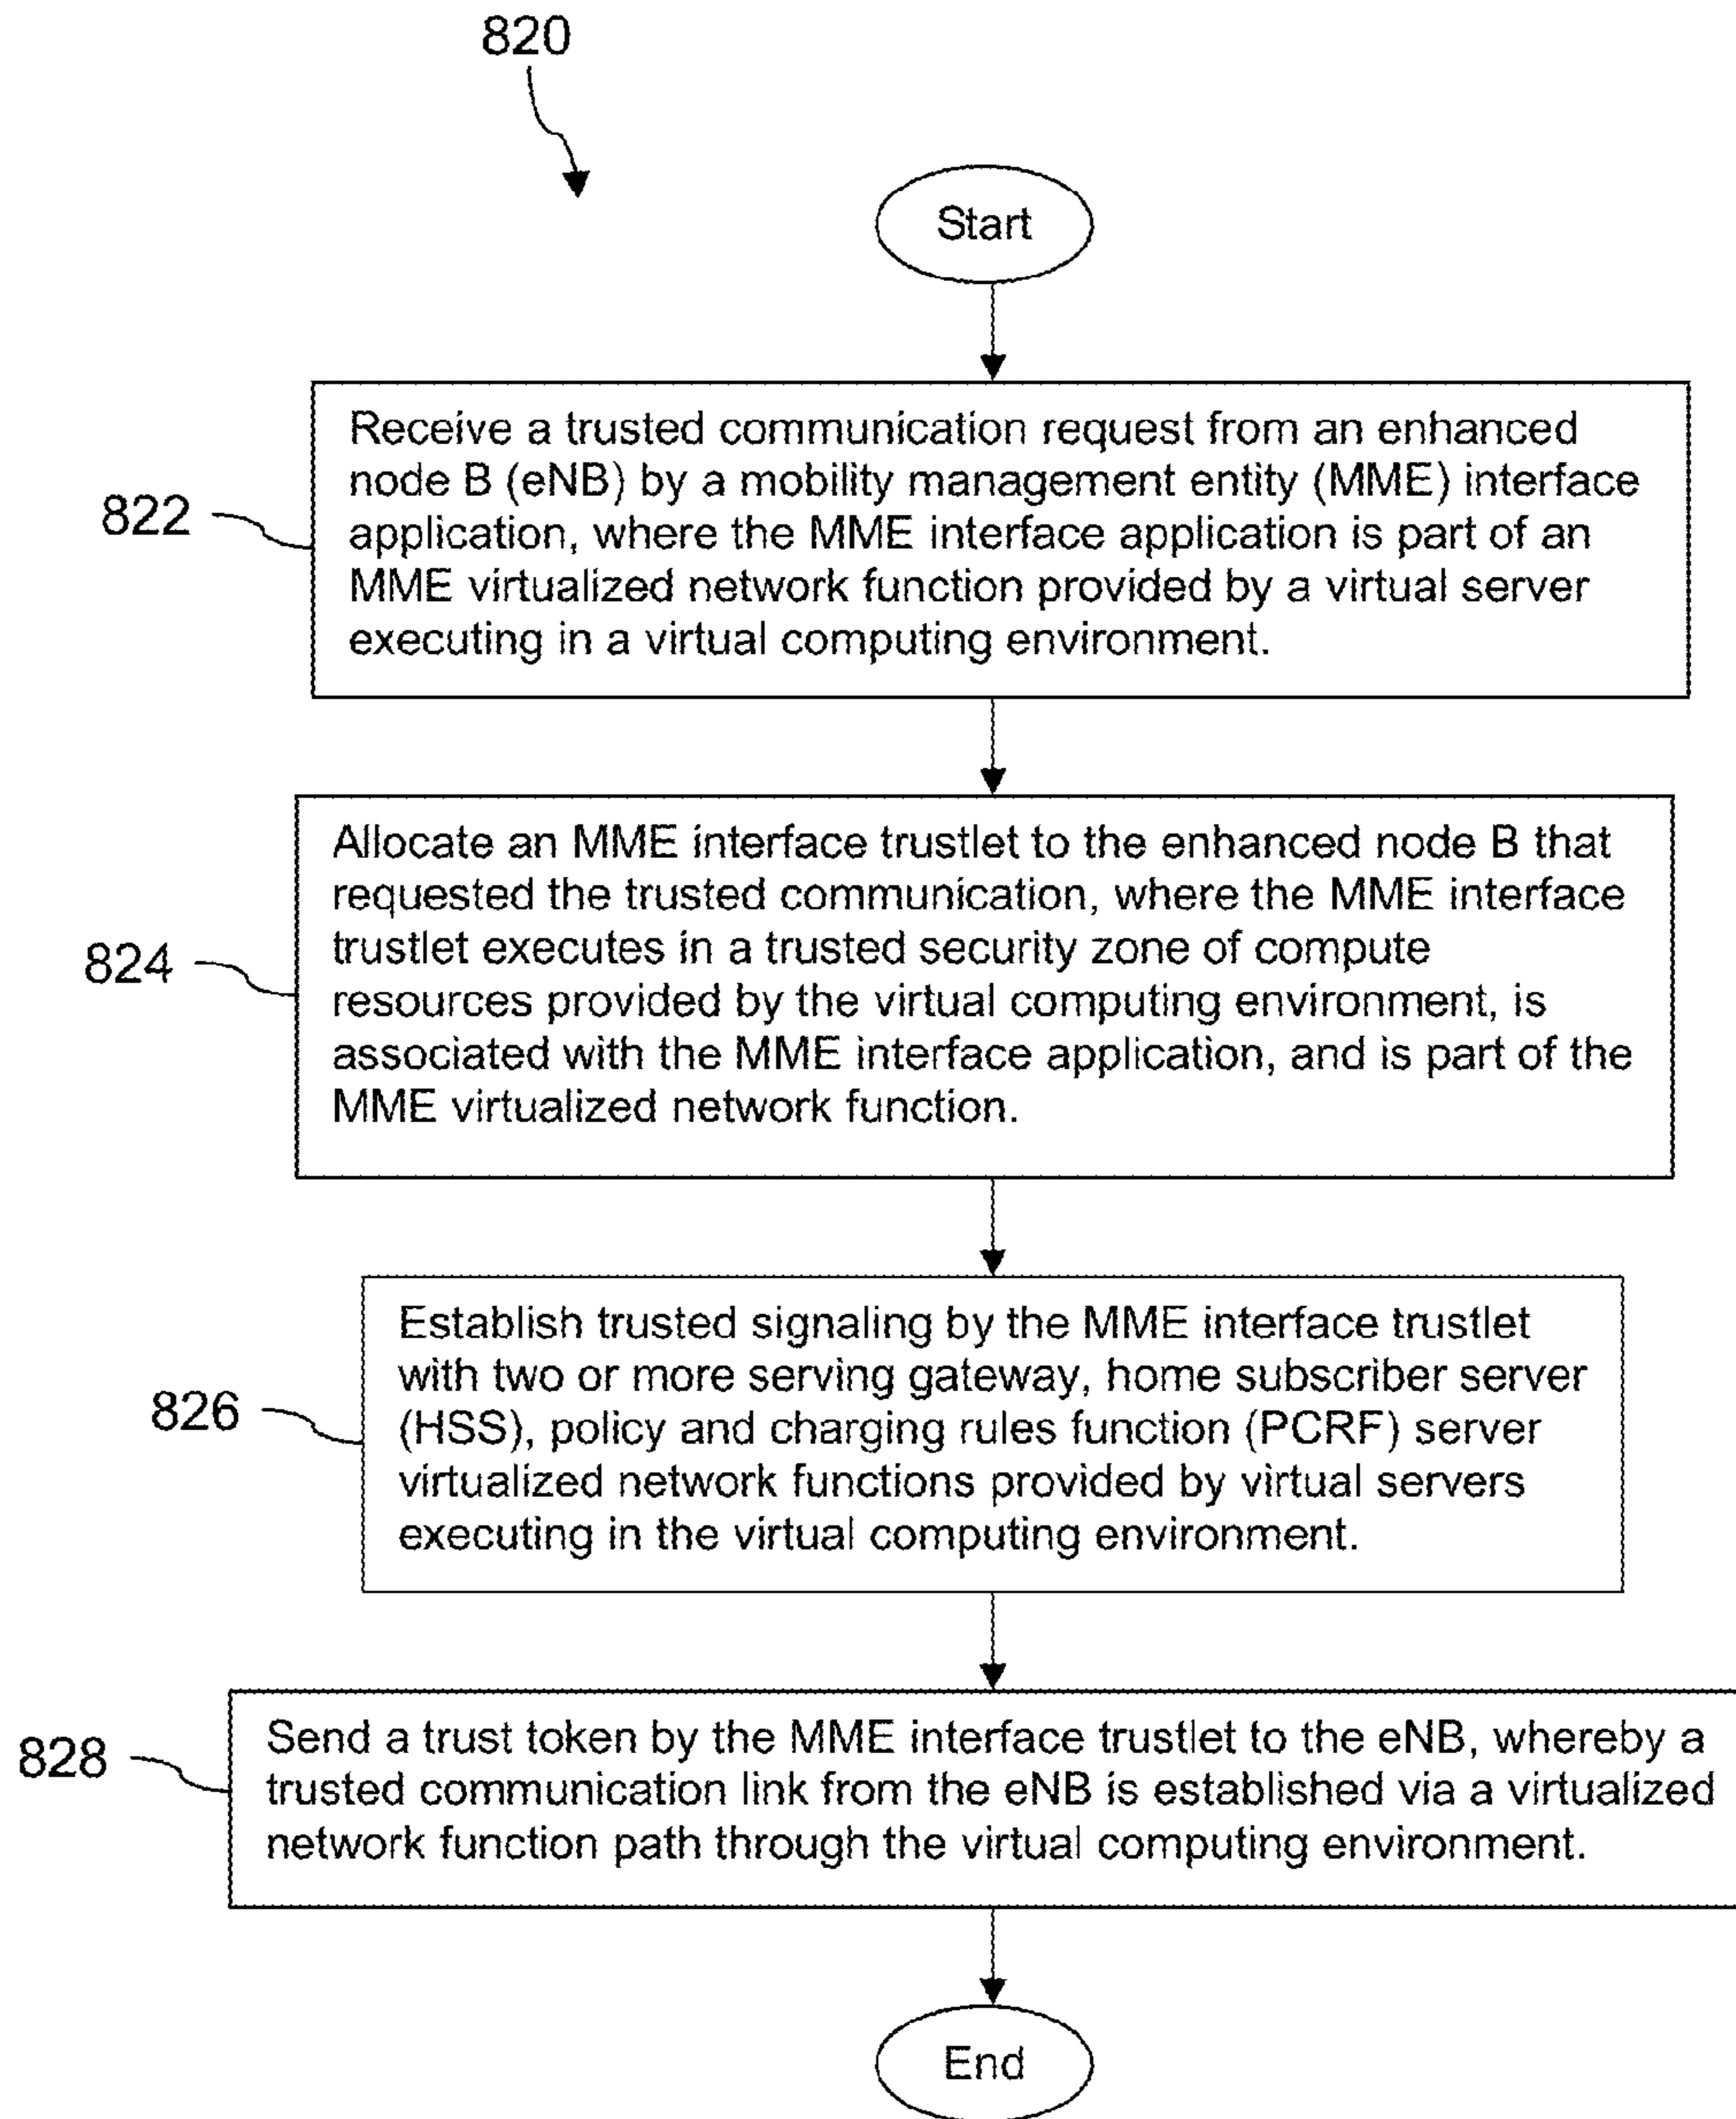 820
Start
822
Receive a trusted communication request from an enhanced
node B (eNB) by a mobility management entity (MME) interface
application, where the MME interface application is part of an
MME virtualized network function provided by a virtual server
executing in a virtual computing environment.
824
Allocate an MME interface trustlet to the enhanced node B that
requested the trusted communication, where the MME interface
trustlet executes in a trusted security zone of compute
resources provided by the virtual computing environment, is
associated with the MME interface application, and is part of the
MME virtualized network function.
826
Establish trusted signaling by the MME interface trustlet
with two or more serving gateway, home subscriber server
(HSS), policy and charging rules function (PCRF) server
virtualized network functions provided by virtual servers
executing in the virtual computing environment.
828
Send a trust token by the MME interface trustlet to the eNB, whereby a
trusted communication link from the eNB is established via a virtualized
network function path through the virtual computing environment.
End